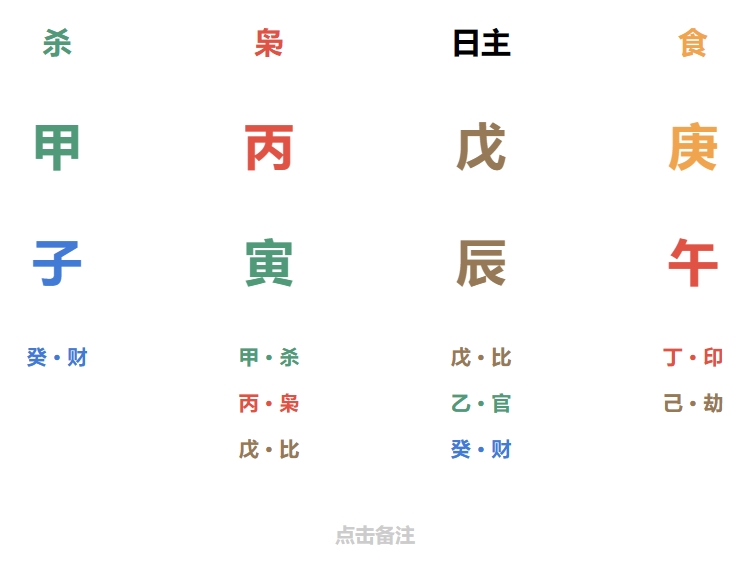 杀 枭 日主 食
甲 丙 戊 庚
子 寅 辰 午
癸·财 甲·杀 戊·比 丁·印
丙·枭 乙·官 己·劫
戊·比 癸·财
点击备注